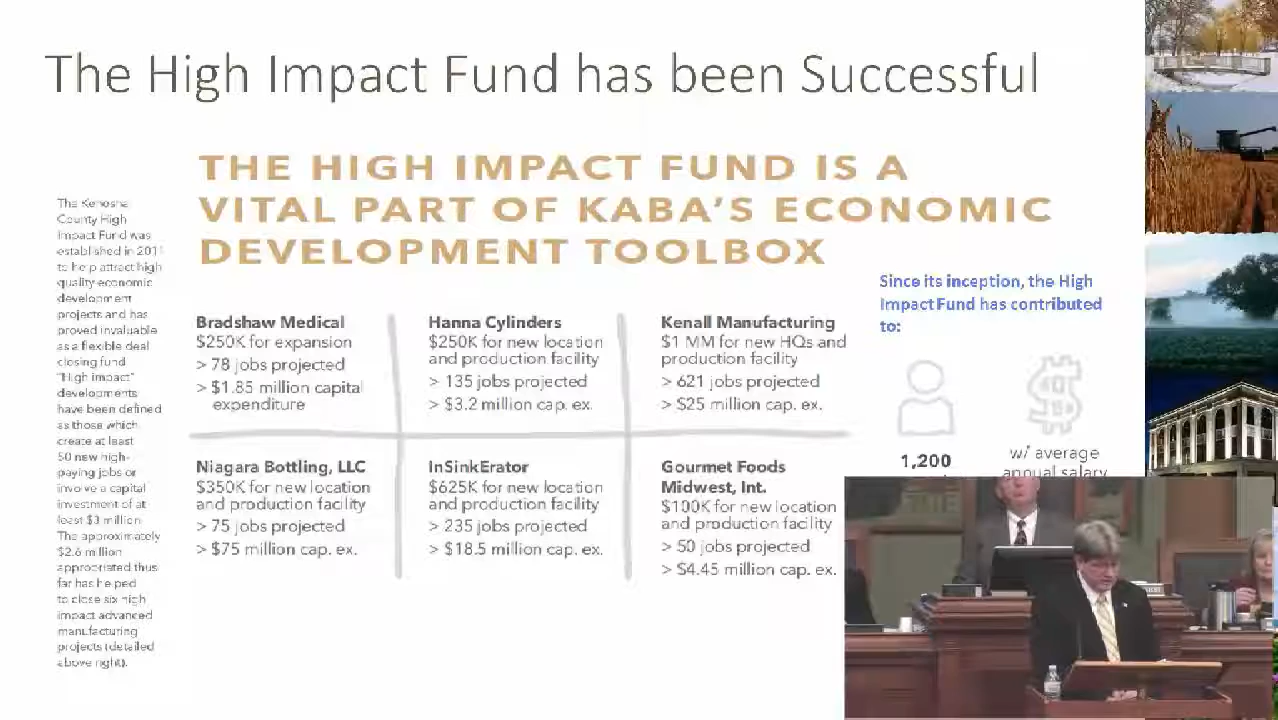 The High Impact Fund has been Successful
THE HIGH IMPACT FUND IS A
VITAL PART OF KABA'S ECONOMIC
DEVELOPMENT TOOLBOX
The Kenosha
County High
Impact Fund was
established in 2011
to help attract high
quality economic
development
projects and has
proved invaluable
as a flexible deal
closing fund
"High impact"
developments
have been defined
as those which
create at least
50 new high-
paying jobs or
involve a capital
investment of at
least $3 million
The approximately
$2.6 million
appropriated thus
far has helped
to close six high
impact advanced
manufacturing
projects (detailed
above right).
Bradshaw Medical
$250K for expansion
> 78 jobs projected
> $1.85 million capital
expenditure
Hanna Cylinders
$250K for new location
and production facility
> 135 jobs projected
> $3.2 million cap. ex.
Kenall Manufacturing
$1 MM for new HQs and
production facility
> 621 jobs projected
> $25 million cap. ex.
Niagara Bottling, LLC
$350K for new location
and production facility
> 75 jobs projected
> $75 million cap. ex.
InSinkErator
$625K for new location
and production facility
> 235 jobs projected
> $18.5 million cap. ex.
Gourmet Foods
Midwest, Int.
$100K for new location
and production facility
> 50 jobs projected
> $4.45 million cap. ex.
Since its inception, the High
Impact Fund has contributed
to:
1,200
w/ average
annual salary